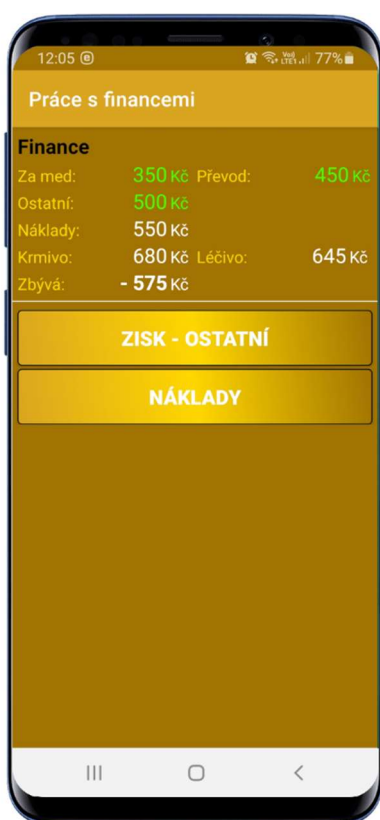 12:05 77%
Práce s financemi
Finance
Za med: 350 Kč Převod: 450 Kč
Ostatní: 500 Kč
Náklady: 550 Kč
Krmivo: 680 Kč Léčivo: 645 Kč
Zbývá: - 575 Kč
ZISK - OSTATNÍ
NÁKLADY